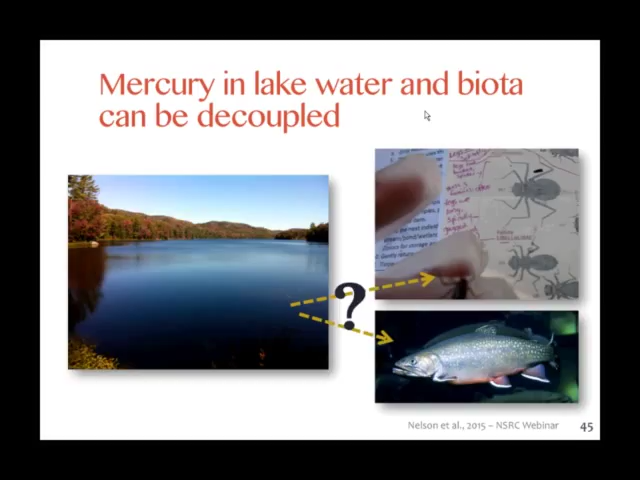 Mercury in lake water and biota
can be decoupled
?
Nelson et al., 2015 – NSRC Webinar
45